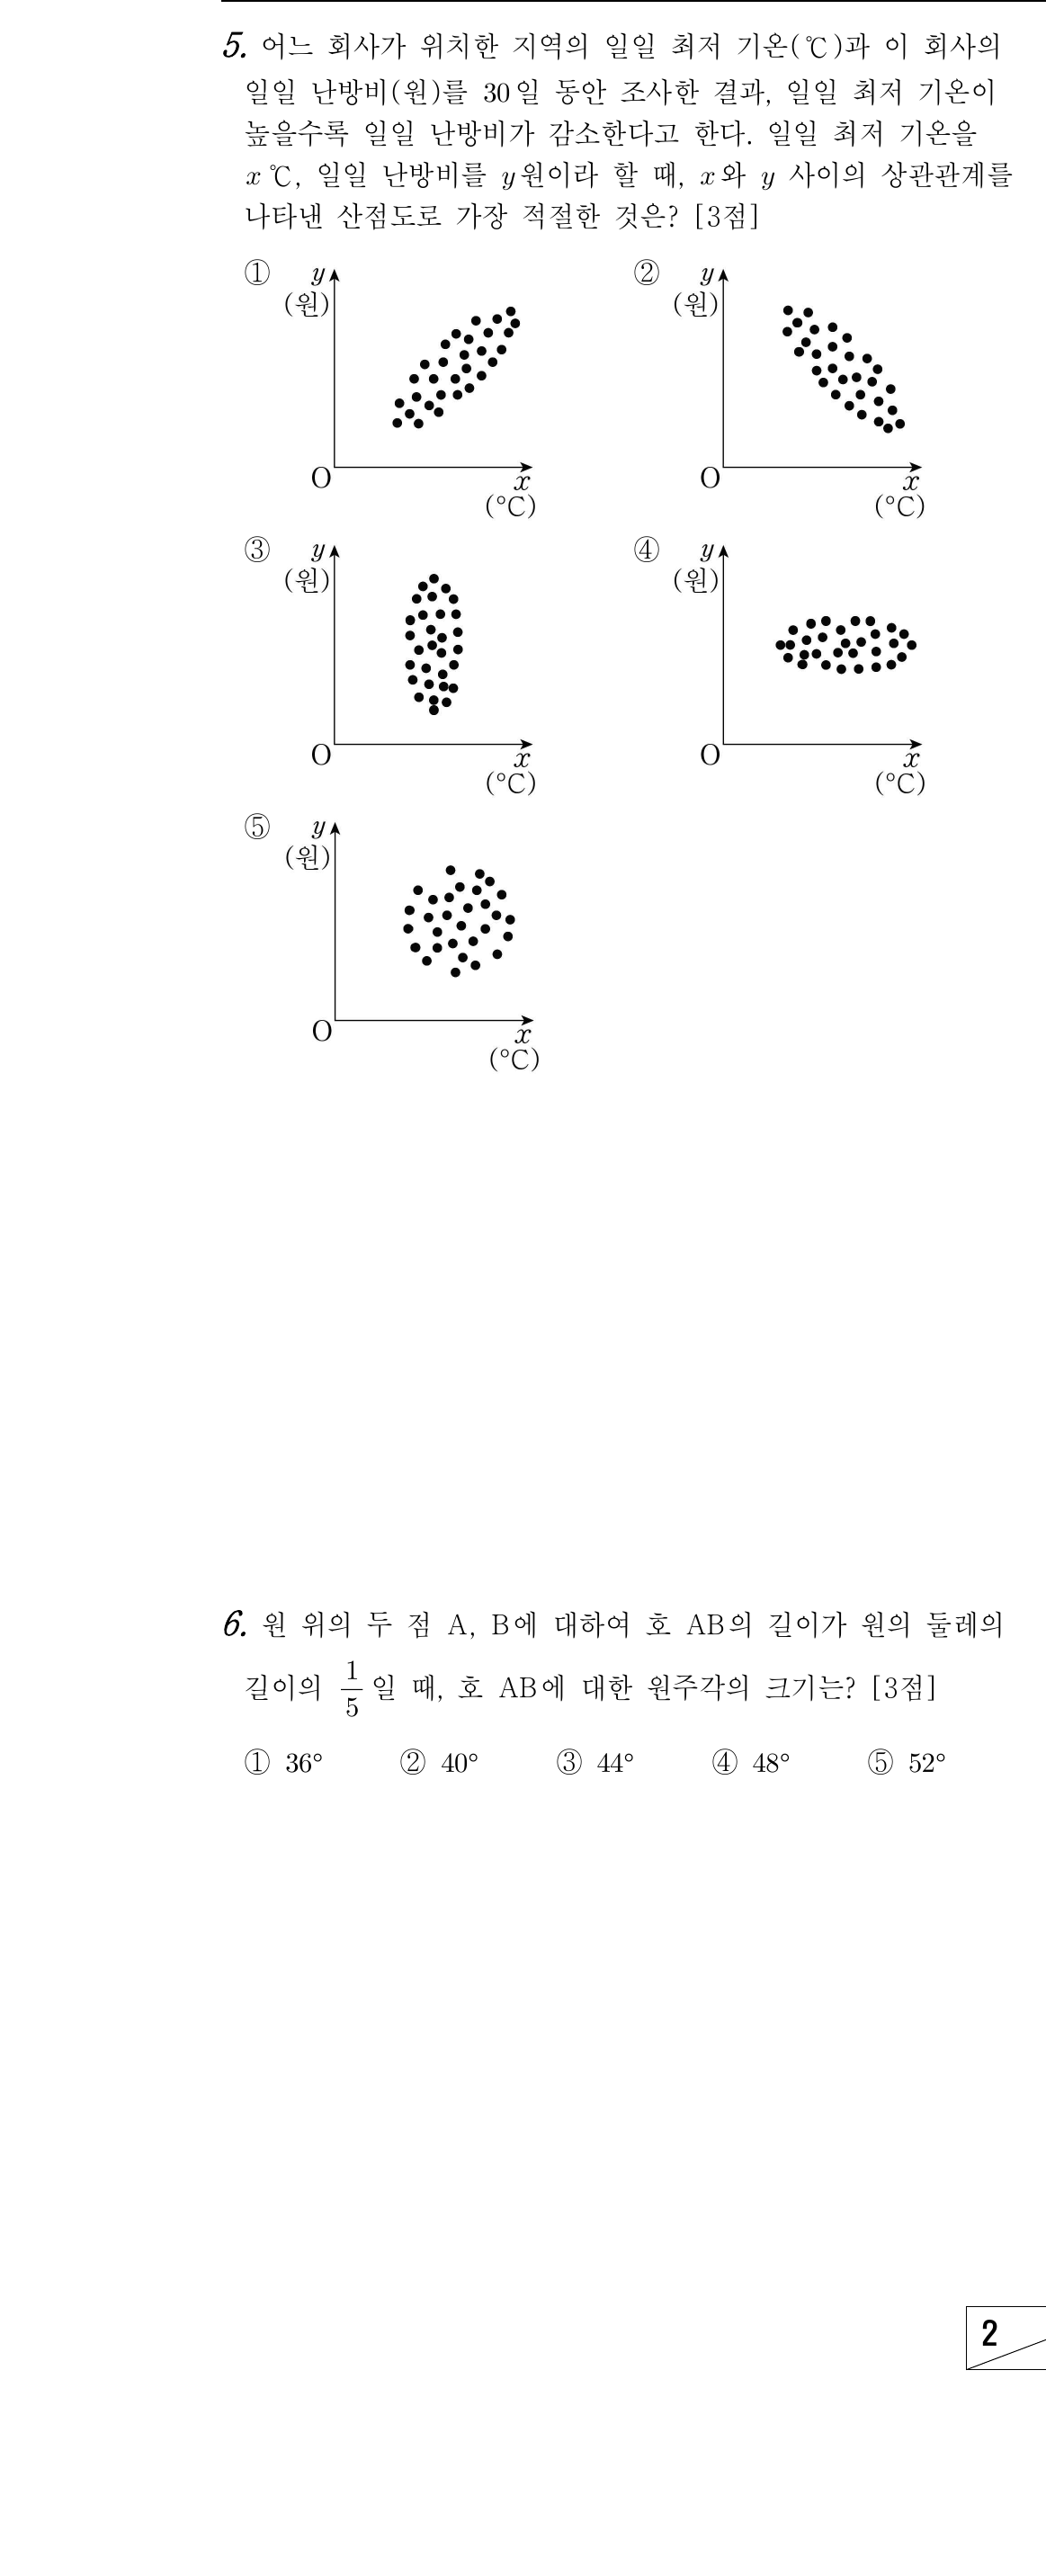 5. 어느 회사가 위치한 지역의 일일 최저 기온(℃)과 이 회사의
일일 난방비(원)를 30일 동안 조사한 결과, 일일 최저 기온이
높을수록 일일 난방비가 감소한다고 한다. 일일 최저 기온을
x℃, 일일 난방비를 y원이라 할 때, x와 y 사이의 상관관계를
나타낸 산점도로 가장 적절한 것은? [3점]
① y
(원)
O x
(℃)
② y
(원)
O x
(℃)
③ y
(원)
O x
(℃)
④ y
(원)
O x
(℃)
⑤ y
(원)
O x
(℃)
6. 원 위의 두 점 A, B에 대하여 호 AB의 길이가 원의 둘레의
길이의 1/5일 때, 호 AB에 대한 원주각의 크기는? [3점]
① 36° ② 40° ③ 44° ④ 48° ⑤ 52°
2